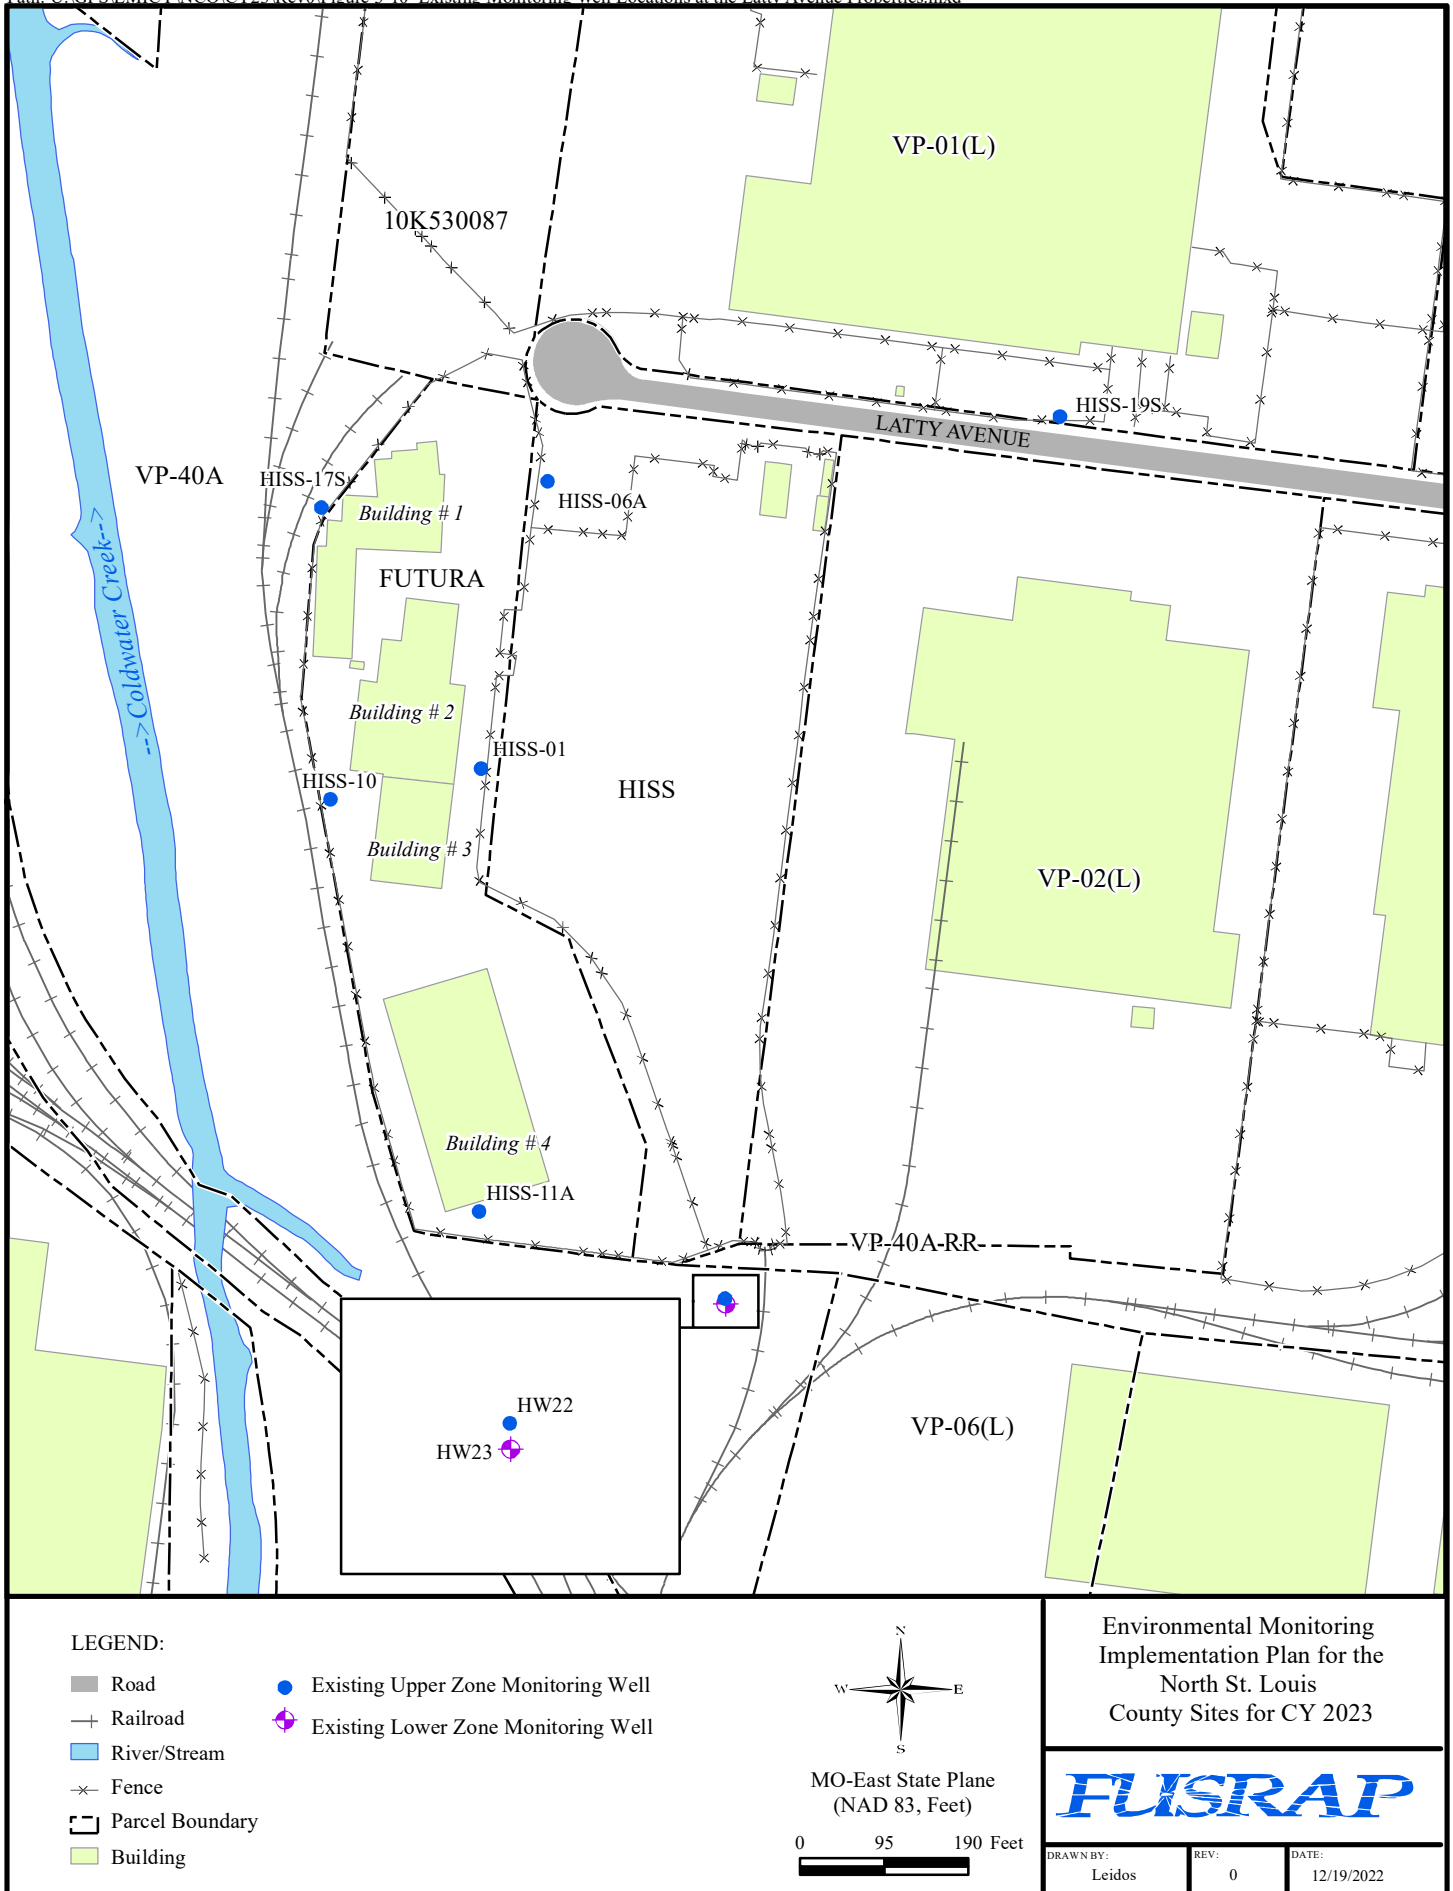 VP-01(L)
10K530087
HISS-19S
LATTY AVENUE
VP-40A
HISS-17S
HISS-06A
Building # 1
FUTURA
-->Coldwater Creek-->
Building # 2
HISS-01
HISS-10
HISS
Building # 3
VP-02(L)
Building # 4
HISS-11A
VP-40A-RR
HW22
HW23
VP-06(L)
LEGEND:
Road
Railroad
River/Stream
Fence
Parcel Boundary
Building
Existing Upper Zone Monitoring Well
Existing Lower Zone Monitoring Well
N
W E
S
MO-East State Plane
(NAD 83, Feet)
0 95 190 Feet
Environmental Monitoring
Implementation Plan for the
North St. Louis
County Sites for CY 2023
FUSRAP
DRAWN BY:
Leidos
REV:
0
DATE:
12/19/2022